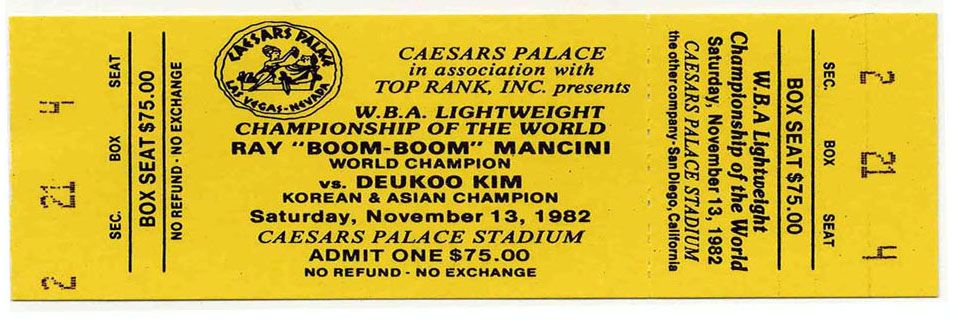 SEC. BOX SEAT
2 21 4
BOX SEAT $75.00
NO REFUND - NO EXCHANGE
CAESARS PALACE
LAS VEGAS-NEVADA
CAESARS PALACE
in association with
TOP RANK, INC. presents
W.B.A. LIGHTWEIGHT
CHAMPIONSHIP OF THE WORLD
RAY "BOOM-BOOM" MANCINI
WORLD CHAMPION
vs. DEUKOO KIM
KOREAN & ASIAN CHAMPION
Saturday, November 13, 1982
CAESARS PALACE STADIUM
ADMIT ONE $75.00
NO REFUND - NO EXCHANGE
2 21 4
SEC. BOX SEAT
BOX SEAT $75.00
W.B.A Lightweight
Championship of the World
Saturday, November 13, 1982
CAESARS PALACE STADIUM
the other company-San Diego, California